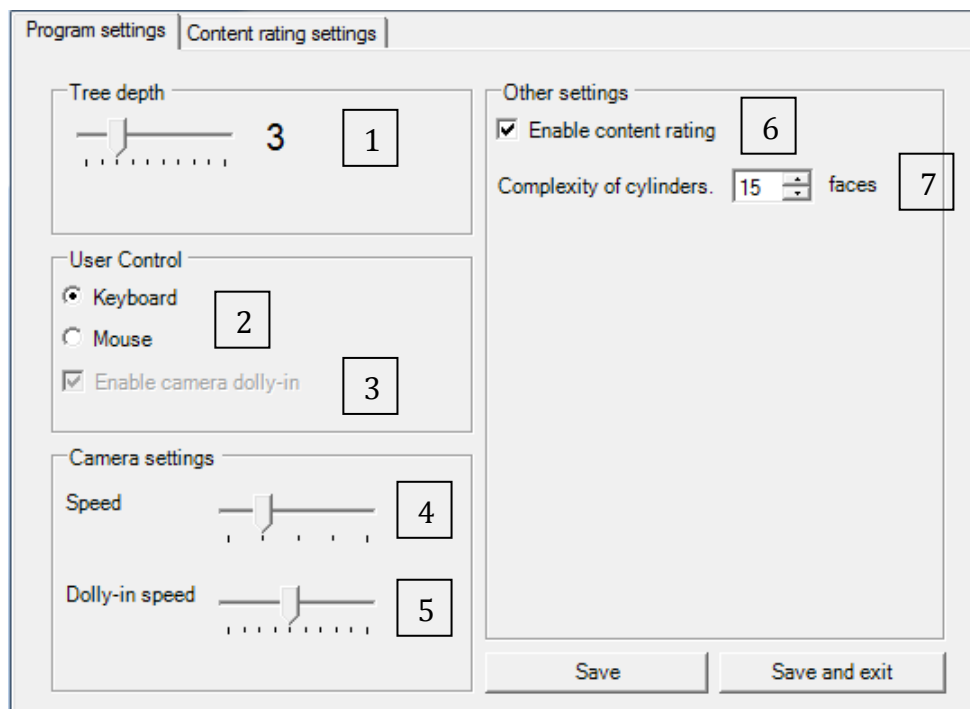 Program settings
Content rating settings
Tree depth
3
1
User Control
Keyboard
Mouse
2
Enable camera dolly-in
3
Camera settings
Speed
4
Dolly-in speed
5
Other settings
Enable content rating
6
Complexity of cylinders. 15 faces
7
Save
Save and exit